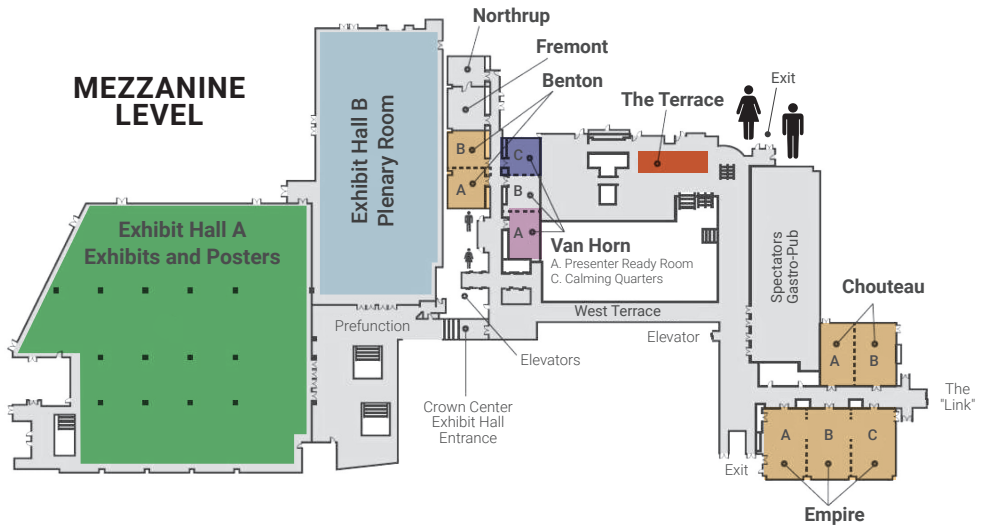 MEZZANINE
LEVEL
Northrup
Fremont
Benton
The Terrace
Exit
Exhibit Hall B
Plenary Room
B
A
C
B
A
Van Horn
A. Presenter Ready Room
C. Calming Quarters
Exhibit Hall A
Exhibits and Posters
Spectators
Gastro-Pub
Chouteau
A
B
Prefunction
West Terrace
Elevator
Elevators
Crown Center
Exhibit Hall
Entrance
The
"Link"
A
B
C
Exit
Empire